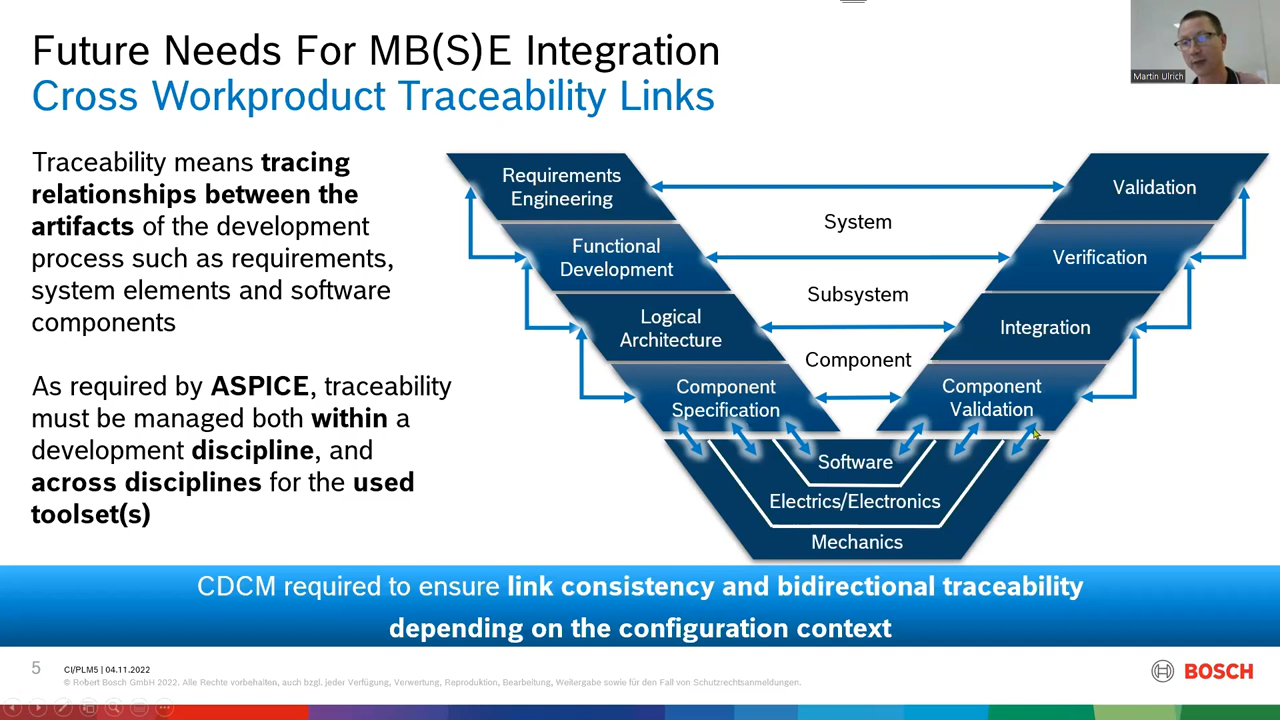 Future Needs For MB(S)E Integration
Cross Workproduct Traceability Links
Martin Ulrich
Traceability means tracing
relationships between the
artifacts of the development
process such as requirements,
system elements and software
components
As required by ASPICE, traceability
must be managed both within a
development discipline, and
across disciplines for the used
toolset(s)
Requirements
Engineering
Functional
Development
Logical
Architecture
Component
Specification
System
Subsystem
Component
Validation
Verification
Integration
Component
Validation
Software
Electrics/Electronics
Mechanics
CDCM required to ensure link consistency and bidirectional traceability
depending on the configuration context
5
CI/PLM5 | 04.11.2022
© Robert Bosch GmbH 2022. Alle Rechte vorbehalten, auch bzgl. jeder Verfügung, Verwertung, Reproduktion, Bearbeitung, Weitergabe sowie für den Fall von Schutzrechtsanmeldungen.
BOSCH